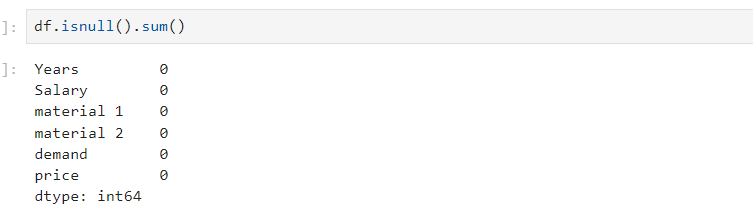 ]: df.isnull().sum()
]: Years 0
Salary 0
material 1 0
material 2 0
demand 0
price 0
dtype: int64